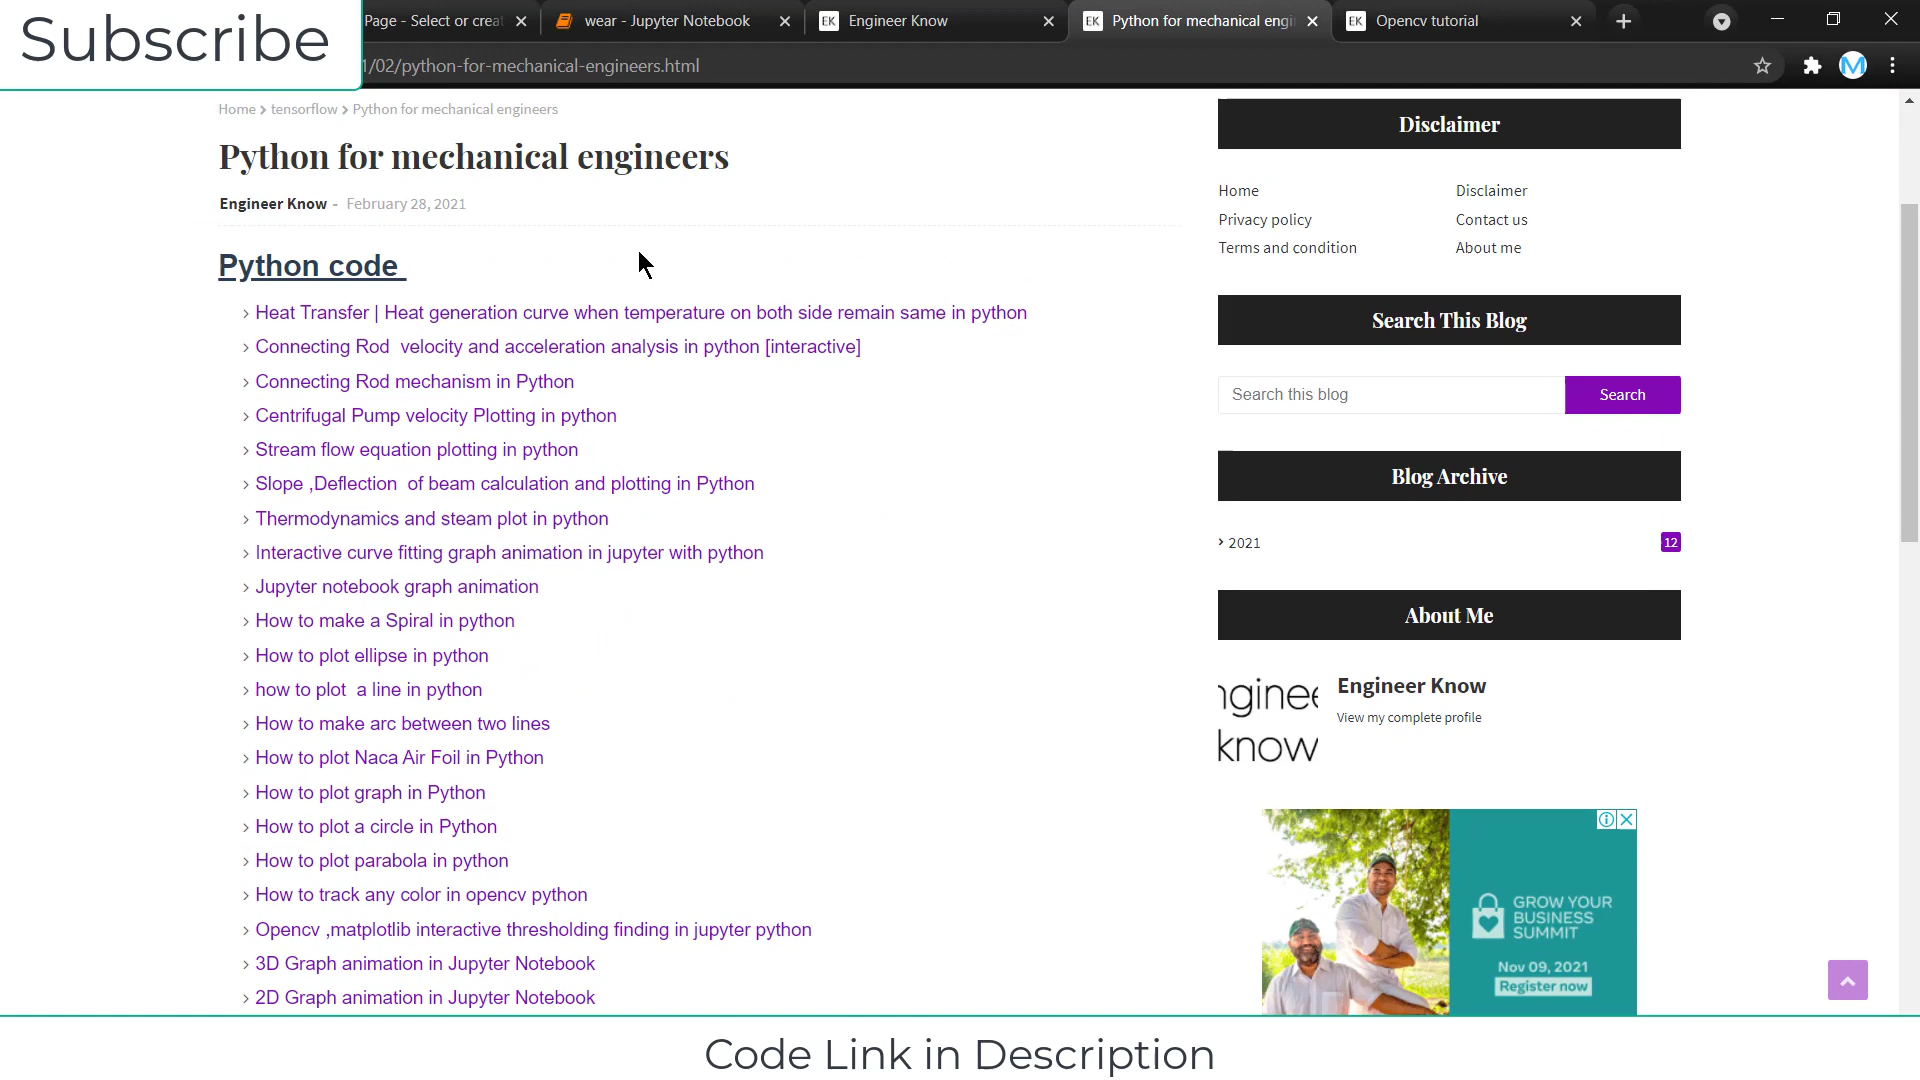 Subscribe
Page - Select or creat
wear - Jupyter Notebook
EK Engineer Know
EK Python for mechanical engi
EK Opencv tutorial
1/02/python-for-mechanical-engineers.html
M
Home > tensorflow > Python for mechanical engineers
Python for mechanical engineers
Engineer Know - February 28, 2021
Python code
Heat Transfer | Heat generation curve when temperature on both side remain same in python
Connecting Rod  velocity and acceleration analysis in python [interactive]
Connecting Rod mechanism in Python
Centrifugal Pump velocity Plotting in python
Stream flow equation plotting in python
Slope ,Deflection  of beam calculation and plotting in Python
Thermodynamics and steam plot in python
Interactive curve fitting graph animation in jupyter with python
Jupyter notebook graph animation
How to make a Spiral in python
How to plot ellipse in python
how to plot  a line in python
How to make arc between two lines
How to plot Naca Air Foil in Python
How to plot graph in Python
How to plot a circle in Python
How to plot parabola in python
How to track any color in opencv python
Opencv ,matplotlib interactive thresholding finding in jupyter python
3D Graph animation in Jupyter Notebook
2D Graph animation in Jupyter Notebook
Disclaimer
Home
Disclaimer
Privacy policy
Contact us
Terms and condition
About me
Search This Blog
Search this blog
Search
Blog Archive
2021
12
About Me
nginee
know
Engineer Know
View my complete profile
GROW YOUR
BUSINESS
SUMMIT
Nov 09, 2021
Register now
Code Link in Description